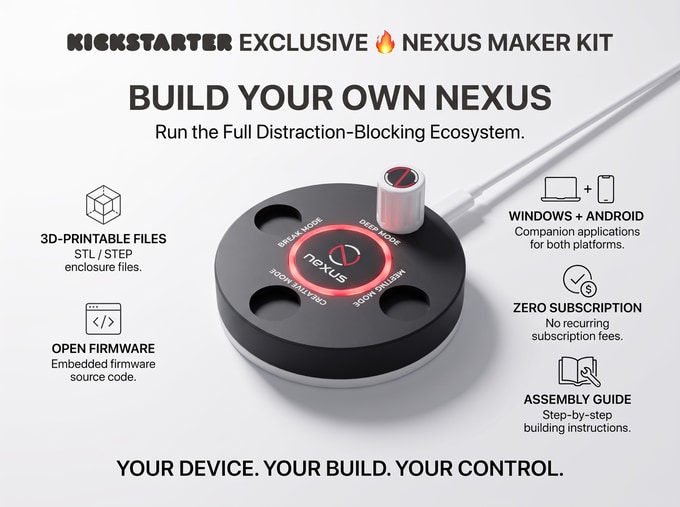 KICKSTARTER EXCLUSIVE 🔥 NEXUS MAKER KIT
BUILD YOUR OWN NEXUS
Run the Full Distraction-Blocking Ecosystem.
3D-PRINTABLE FILES
STL / STEP
enclosure files.
</>
OPEN FIRMWARE
Embedded firmware
source code.
BREAK MODE
DEEP MODE
nexus
CREATIVE MODE
MEETING MODE
+
WINDOWS + ANDROID
Companion applications
for both platforms.
$
ZERO SUBSCRIPTION
No recurring
subscription fees.
ASSEMBLY GUIDE
Step-by-step
building instructions.
YOUR DEVICE. YOUR BUILD. YOUR CONTROL.